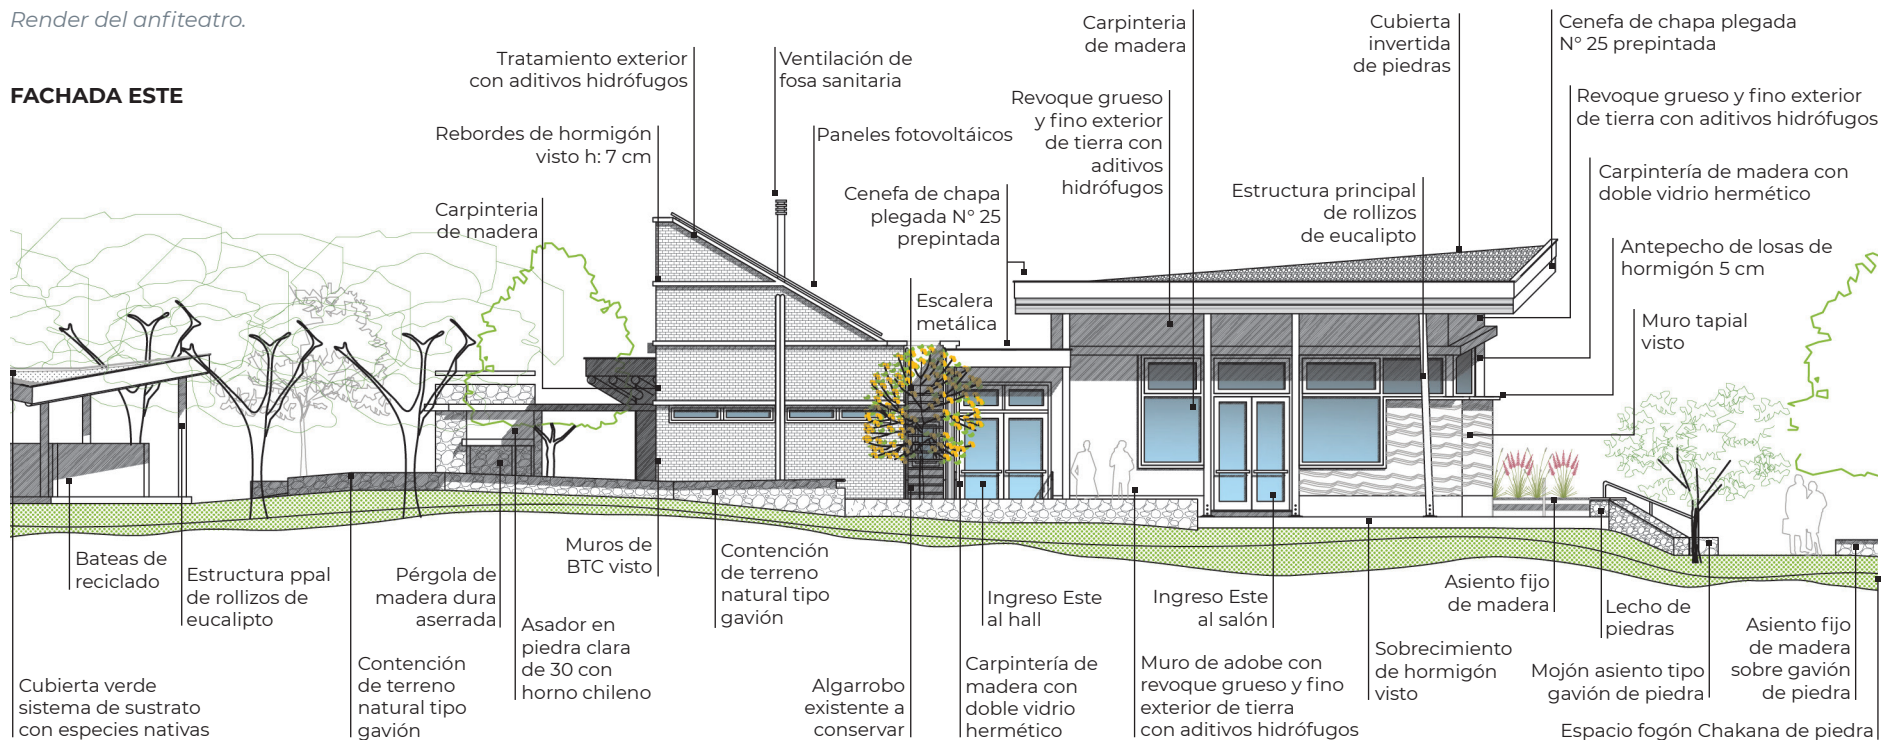 Render del anfiteatro.
FACHADA ESTE
Tratamiento exterior
con aditivos hidrófugos
Ventilación de
fosa sanitaria
Carpinteria
de madera
Cubierta
invertida
de piedras
Cenefa de chapa plegada
N° 25 prepintada
Rebordes de hormigón
visto h: 7 cm
Paneles fotovoltáicos
Revoque grueso
y fino exterior
de tierra con
aditivos
hidrófugos
Revoque grueso y fino exterior
de tierra con aditivos hidrófugos
Carpinteria
de madera
Cenefa de chapa
plegada N° 25
prepintada
Estructura principal
de rollizos
de eucalipto
Carpintería de madera con
doble vidrio hermético
Antepecho de losas de
hormigón 5 cm
Escalera
metálica
Muro tapial
visto
Bateas de
reciclado
Estructura ppal
de rollizos de
eucalipto
Pérgola de
madera dura
aserrada
Muros de
BTC visto
Contención
de terreno
natural tipo
gavión
Ingreso Este
al hall
Ingreso Este
al salón
Asiento fijo
de madera
Lecho de
piedras
Asiento fijo
de madera
sobre gavión
de piedra
Cubierta verde
sistema de sustrato
con especies nativas
Contención
de terreno
natural tipo
gavión
Asador en
piedra clara
de 30 con
horno chileno
Algarrobo
existente a
conservar
Carpintería de
madera con
doble vidrio
hermético
Muro de adobe con
revoque grueso y fino
exterior de tierra
con aditivos hidrófugos
Sobrecimiento
de hormigón
visto
Mojón asiento tipo
gavión de piedra
Espacio fogón Chakana de piedra